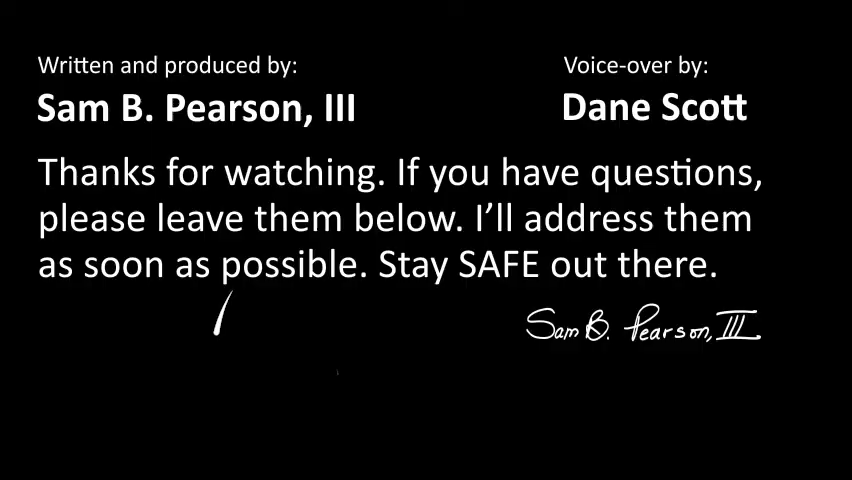 Written and produced by:
Sam B. Pearson, III
Voice-over by:
Dane Scott
Thanks for watching. If you have questions,
please leave them below. I’ll address them
as soon as possible. Stay SAFE out there.
Sam B. Pearson, III